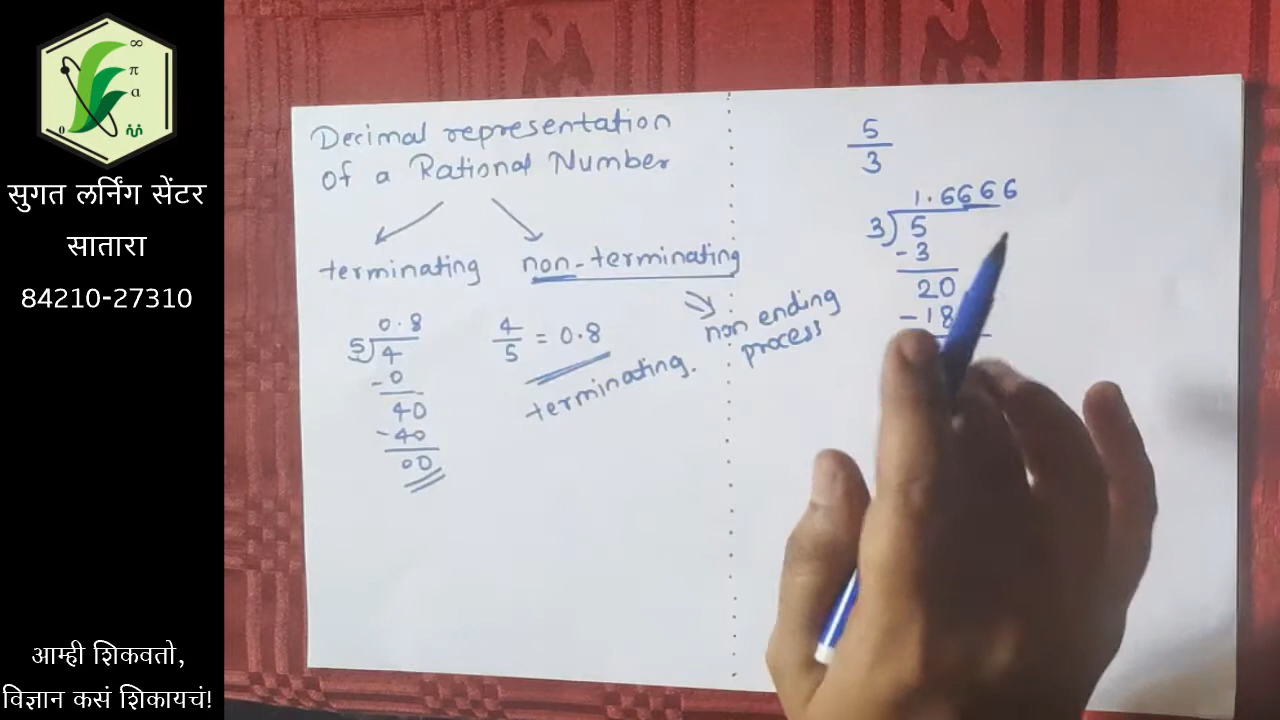 ∞
π
α
0
सुगत लर्निंग सेंटर
सातारा
84210-27310
आम्ही शिकवतो,
विज्ञान कसं शिकायचं!
Decimal representation
of a Rational Number
terminating
non-terminating
non ending
process
0.8
5)4
-0
40
-40
00
4/5 = 0.8
terminating.
5/3
1.6666
3)5
-3
20
-18